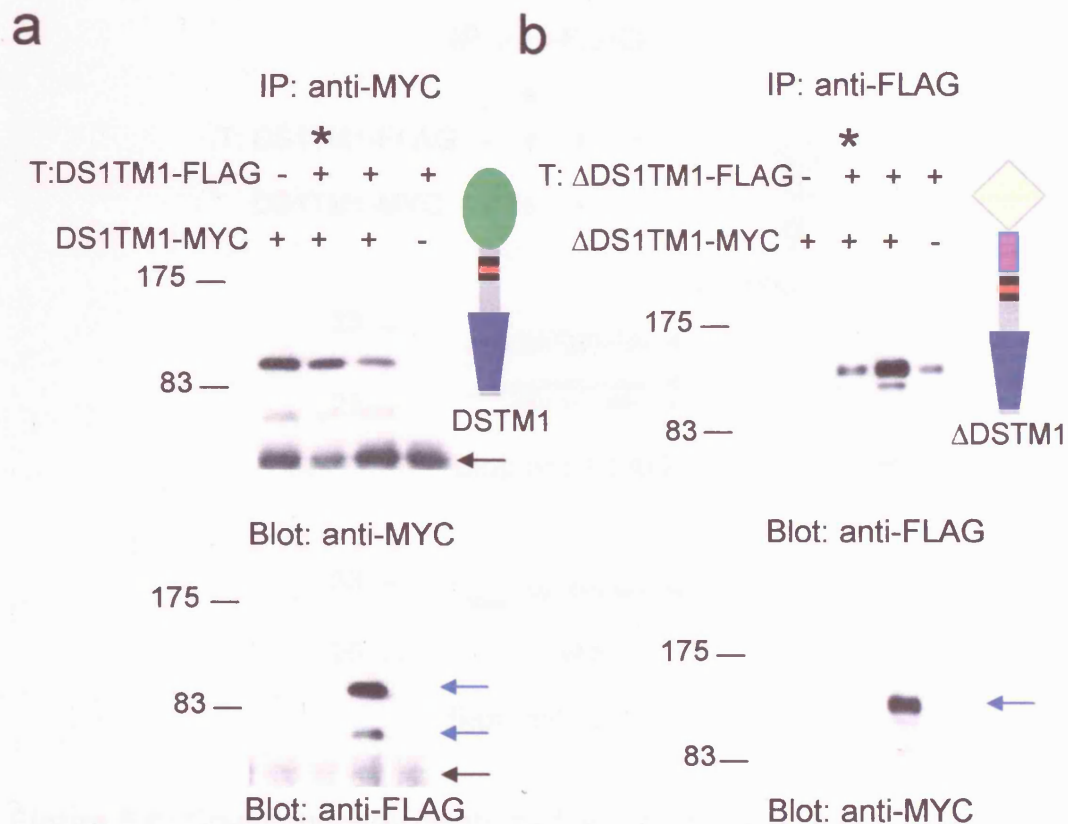 a
IP: anti-MYC
*
T:DS1TM1-FLAG - + + +
DS1TM1-MYC + + + -
175
83
DSTM1
Blot: anti-MYC
175
83
Blot: anti-FLAG
b
IP: anti-FLAG
*
T: ΔDS1TM1-FLAG - + + +
ΔDS1TM1-MYC + + + -
175
83
ΔDSTM1
Blot: anti-FLAG
175
83
Blot: anti-MYC